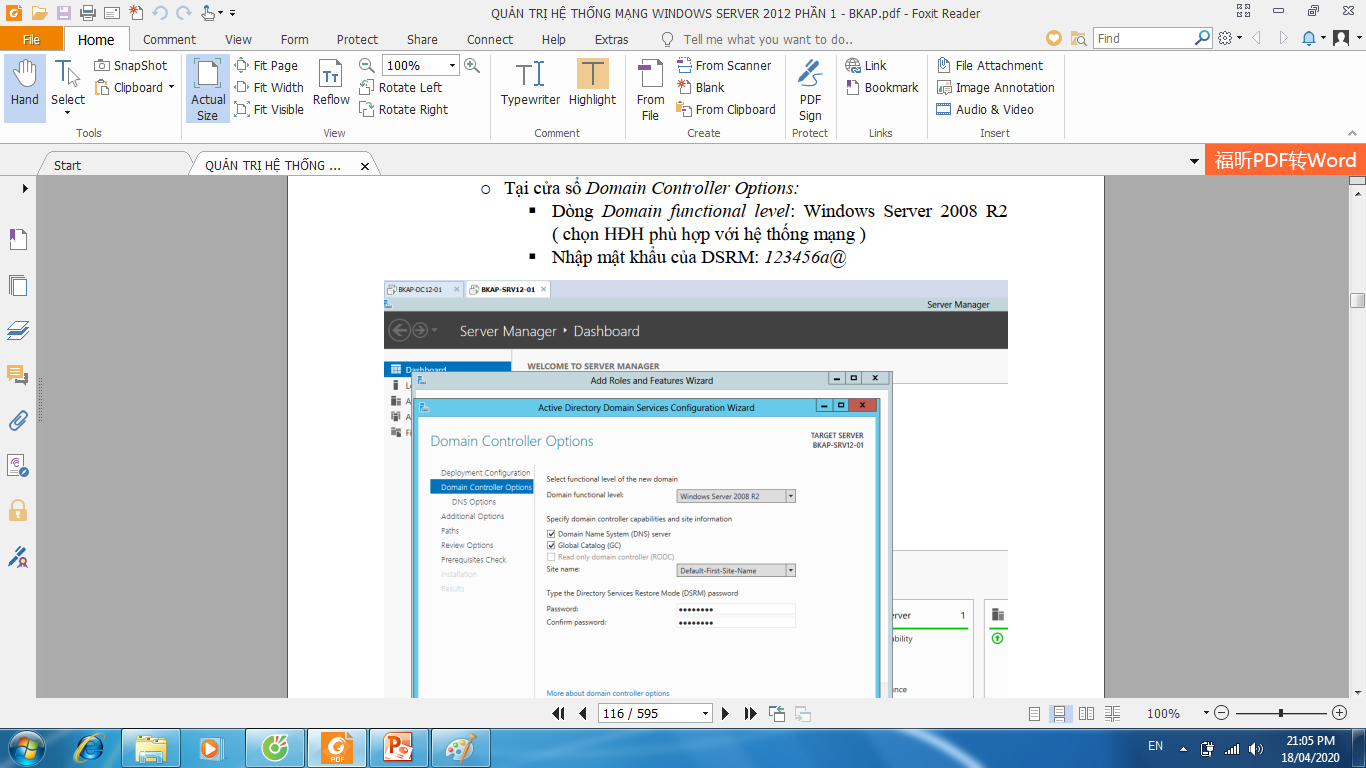 QUẢN TRỊ HỆ THỐNG MẠNG WINDOWS SERVER 2012 PHẦN 1 - BKAP.pdf - Foxit Reader
File Home Comment View Form Protect Share Connect Help Extras Tell me what you want to do.. Find
Hand
Select
SnapShot
Clipboard
Tools
Actual Size
Fit Page
Fit Width
Fit Visible
Reflow
100%
Rotate Left
Rotate Right
View
Typewriter
Highlight
Comment
From File
From Scanner
Blank
From Clipboard
Create
PDF Sign
Protect
Link
Bookmark
Links
File Attachment
Image Annotation
Audio & Video
Insert
Start
QUẢN TRỊ HỆ THỐNG ...
福昕PDF转Word
o Tại cửa sổ Domain Controller Options:
▪ Dòng Domain functional level: Windows Server 2008 R2
( chọn HĐH phù hợp với hệ thống mạng )
▪ Nhập mật khẩu của DSRM: 123456a@
BKAP-DC12-01
BKAP-SRV12-01
Server Manager
Server Manager ‣ Dashboard
Dashboard
WELCOME TO SERVER MANAGER
Add Roles and Features Wizard
Active Directory Domain Services Configuration Wizard
Domain Controller Options
TARGET SERVER
BKAP-SRV12-01
Deployment Configuration
Domain Controller Options
DNS Options
Additional Options
Paths
Review Options
Prerequisites Check
Installation
Results
Select functional level of the new domain
Domain functional level: Windows Server 2008 R2
Specify domain controller capabilities and site information
Domain Name System (DNS) server
Global Catalog (GC)
Read only domain controller (RODC)
Site name: Default-First-Site-Name
Type the Directory Services Restore Mode (DSRM) password
Password: ••••••••
Confirm password: ••••••••
More about domain controller options
rver 1
ability
nce
116 / 595
100%
EN
21:05 PM
18/04/2020